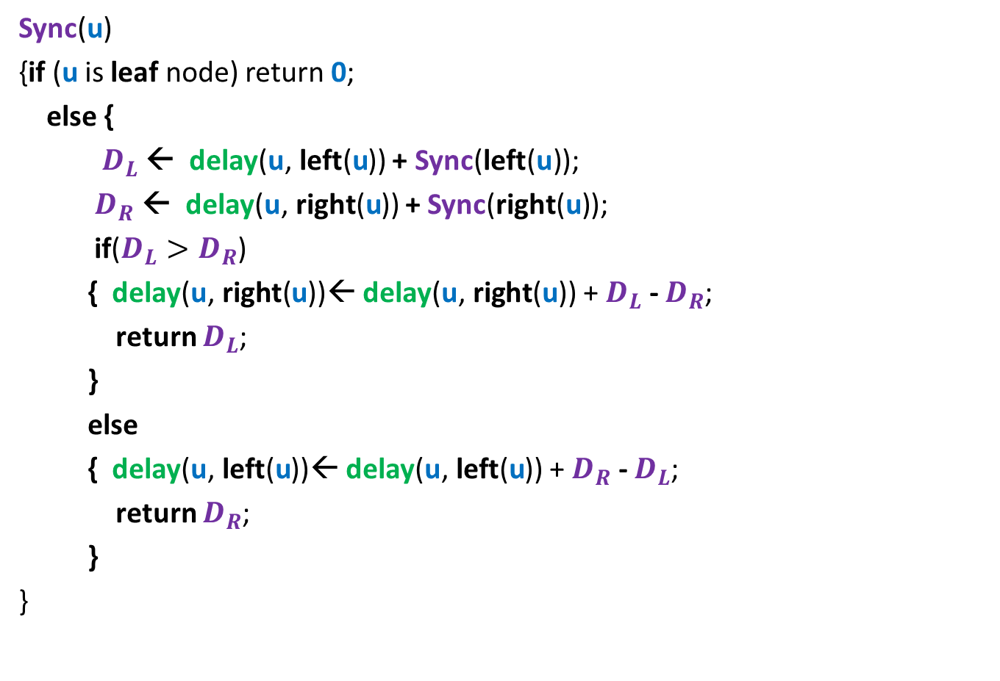 Sync(u)
{if (u is leaf node) return 0;
else {
D_L ← delay(u, left(u)) + Sync(left(u));
D_R ← delay(u, right(u)) + Sync(right(u));
if(D_L > D_R)
{ delay(u, right(u))← delay(u, right(u)) + D_L - D_R;
return D_L;
}
else
{ delay(u, left(u))← delay(u, left(u)) + D_R - D_L;
return D_R;
}
}